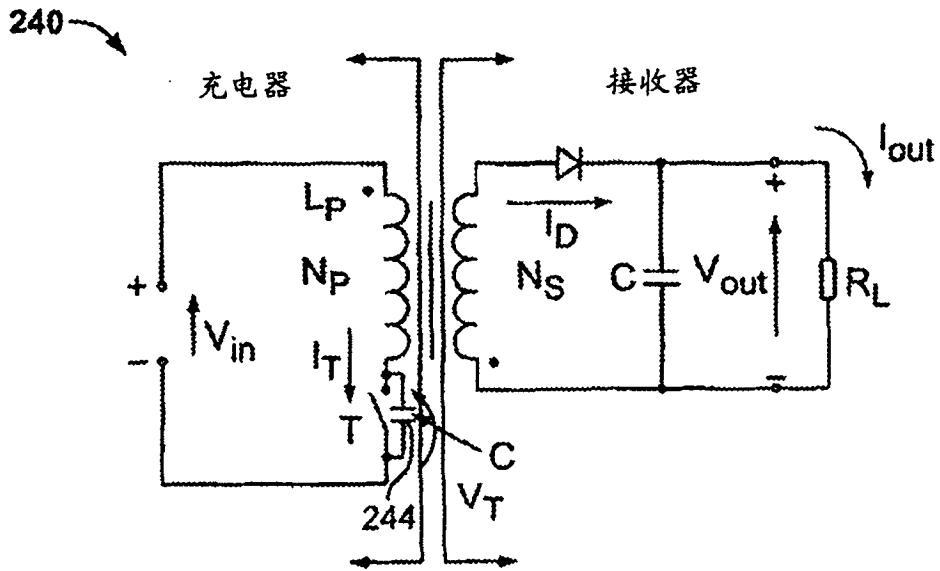 240
充电器
接收器
Iout
LP
+
ID
NP
NS
C
Vout
RL
+
Vin
−
IT
T
−
C
244
VT